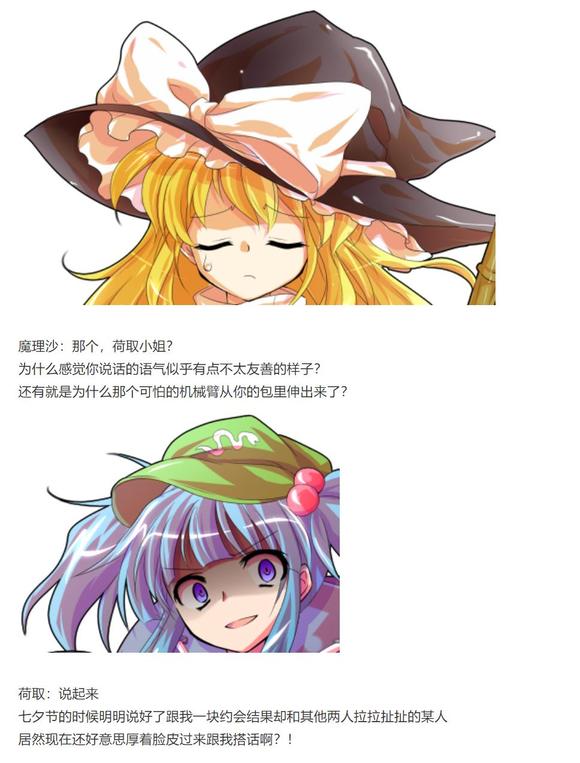 魔理沙：那个，荷取小姐？
为什么感觉你说话的语气似乎有点不太友善的样子？
还有就是为什么那个可怕的机械臂从你的包里伸出来了？
荷取：说起来
七夕节的时候明明说好了跟我一块约会结果却和其他两人拉拉扯扯的某人
居然现在还好意思厚着脸皮过来跟我搭话啊？！